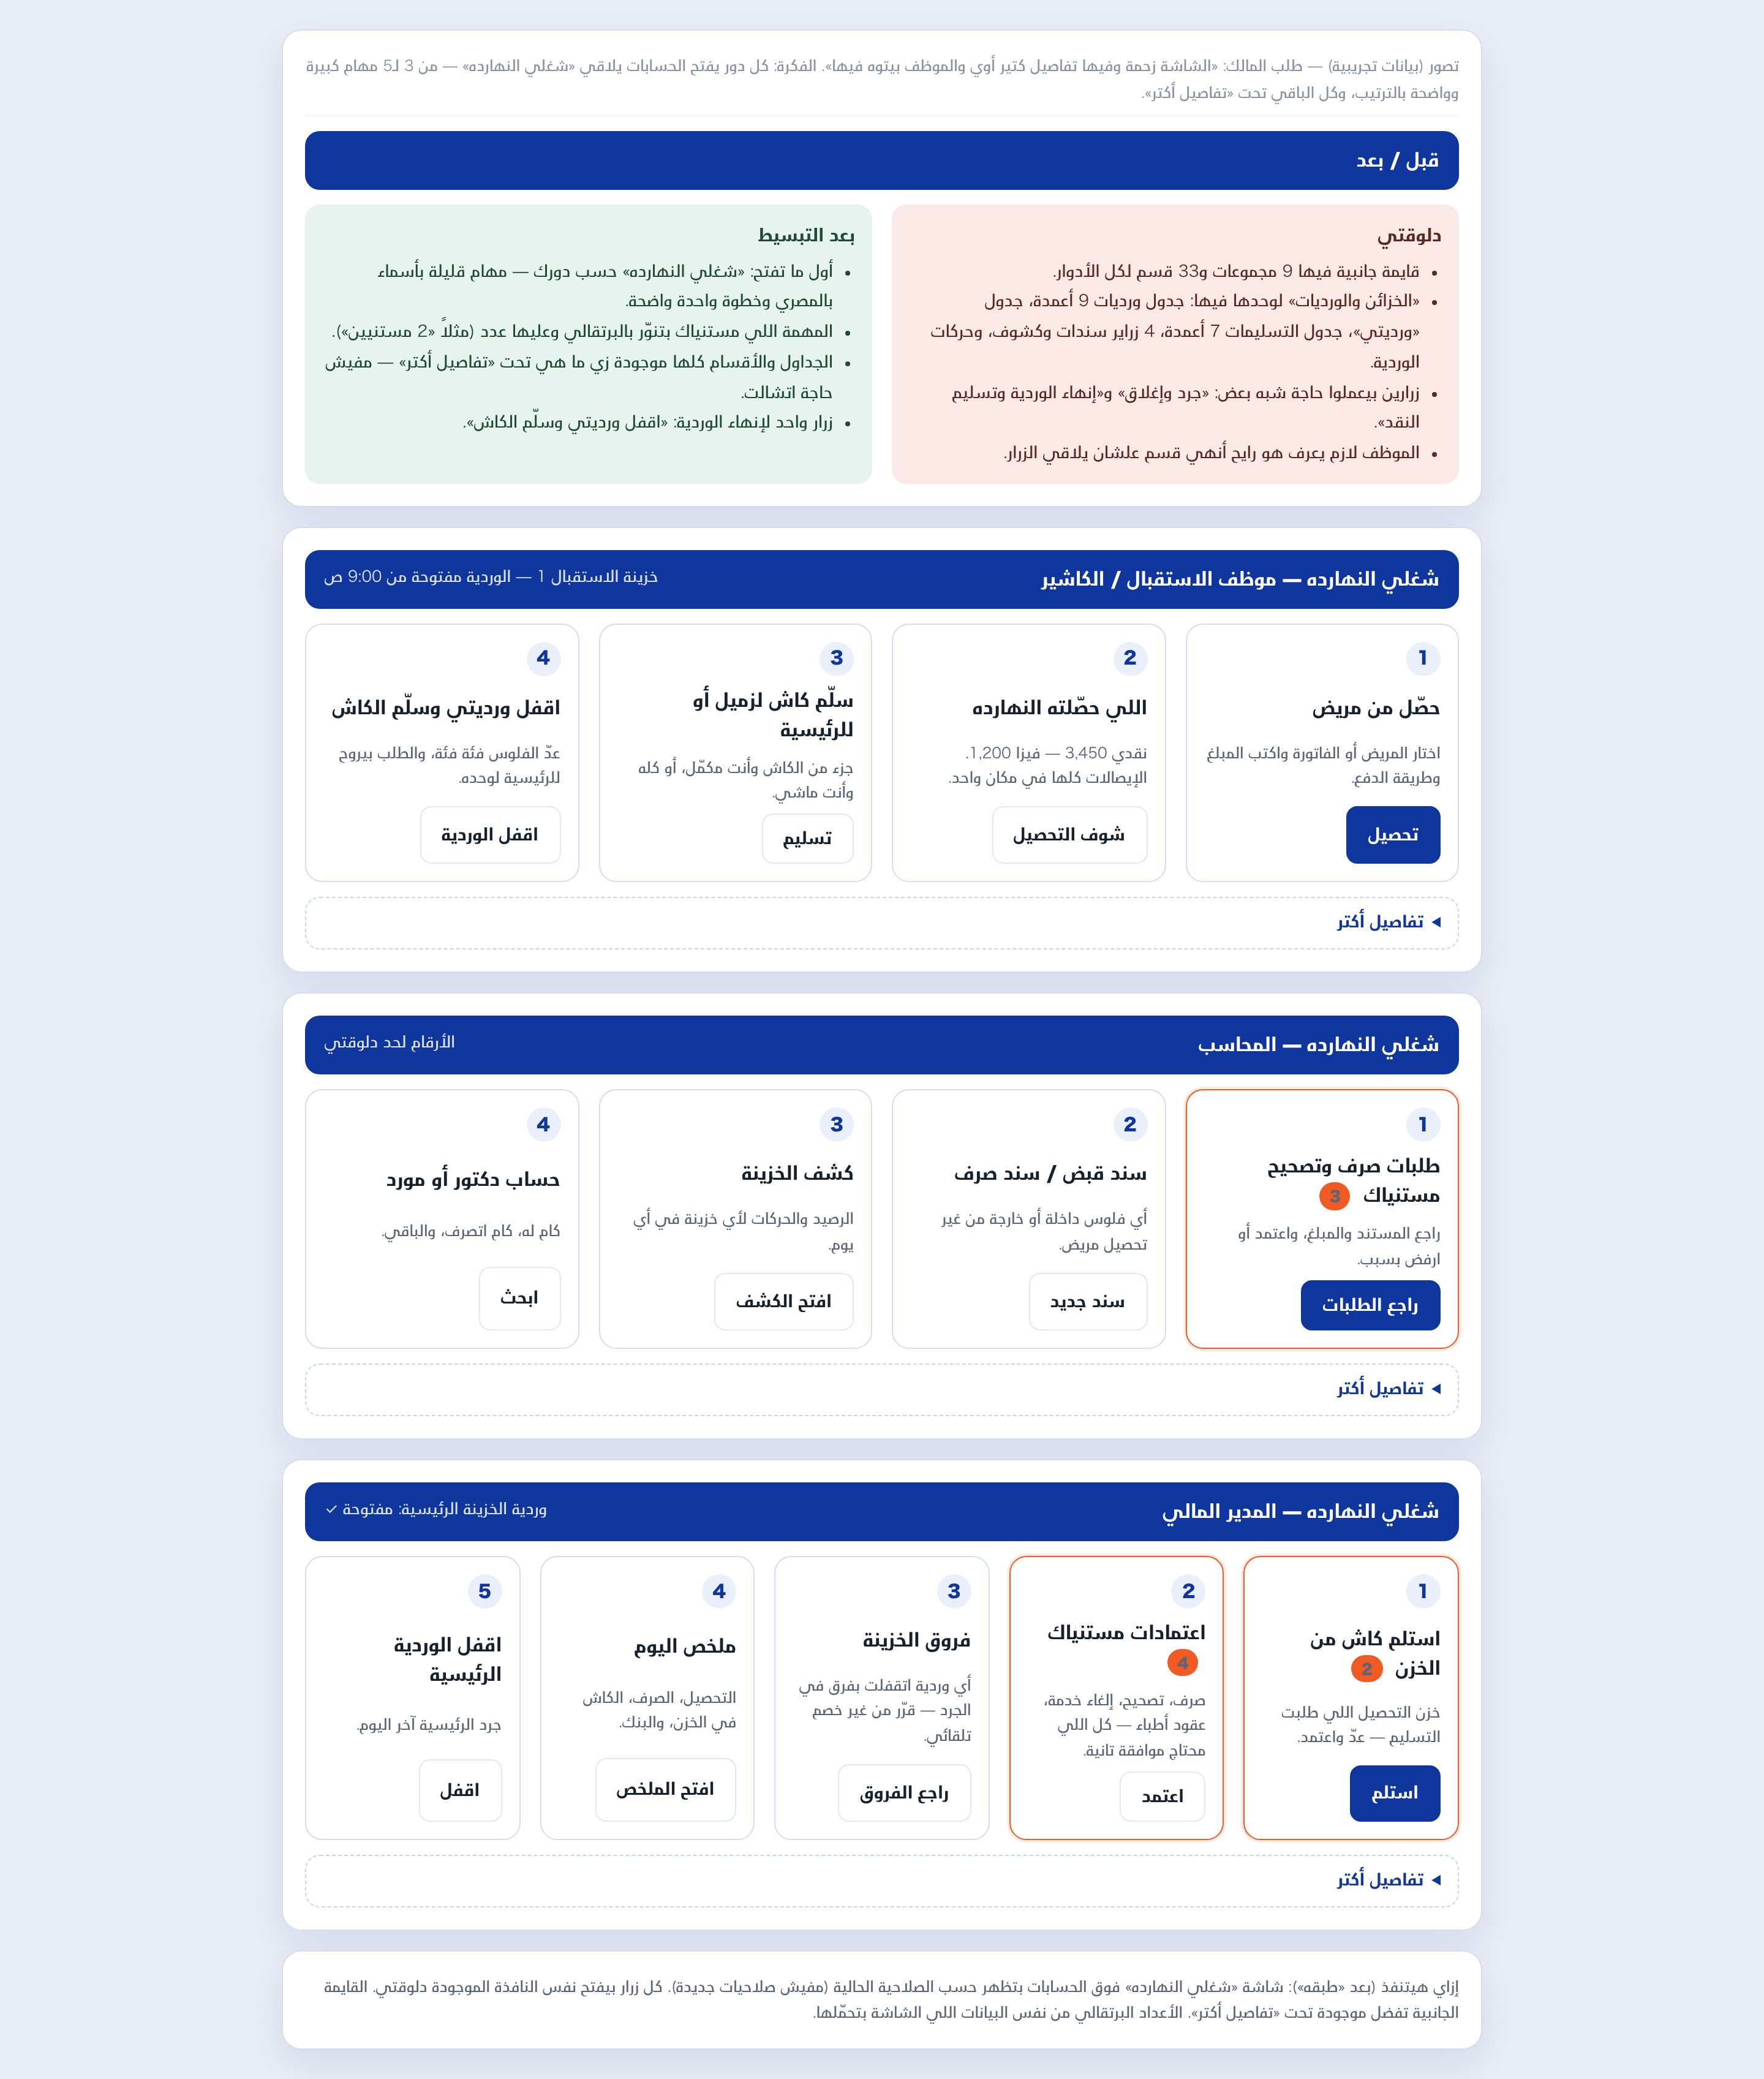 تصور (بيانات تجريبية) — طلب المالك: «الشاشة زحمة وفيها تفاصيل كتير أوي والموظف بيتوه فيها». الفكرة: كل دور يفتح الحسابات يلاقي «شغلي النهارده» — من 3 لـ5 مهام كبيرة
وواضحة بالترتيب، وكل الباقي تحت «تفاصيل أكتر».
قبل / بعد
دلوقتي
• قايمة جانبية فيها 9 مجموعات و33 قسم لكل الأدوار.
• «الخزائن والورديات» لوحدها فيها: جدول ورديات 9 أعمدة، جدول
«ورديتي»، جدول التسليمات 7 أعمدة، 4 زراير سندات وكشوف، وحركات
الوردية.
• زرارين بيعملوا حاجة شبه بعض: «جرد وإغلاق» و«إنهاء الوردية وتسليم
النقد».
• الموظف لازم يعرف هو رايح أنهي قسم علشان يلاقي الزرار.
بعد التبسيط
• أول ما تفتح: «شغلي النهارده» حسب دورك — مهام قليلة بأسماء
بالمصري وخطوة واحدة واضحة.
• المهمة اللي مستنياك بتنوّر بالبرتقالي وعليها عدد (مثلاً «2 مستنيين»).
• الجداول والأقسام كلها موجودة زي ما هي تحت «تفاصيل أكتر» — مفيش
حاجة اتشالت.
• زرار واحد لإنهاء الوردية: «اقفل ورديتي وسلّم الكاش».
شغلي النهارده — موظف الاستقبال / الكاشير
خزينة الاستقبال 1 — الوردية مفتوحة من 9:00 ص
1
حصّل من مريض
اختار المريض أو الفاتورة واكتب المبلغ
وطريقة الدفع.
تحصيل
2
اللي حصّلته النهارده
نقدي 3,450 — فيزا 1,200.
الإيصالات كلها في مكان واحد.
شوف التحصيل
3
سلّم كاش لزميل أو
للرئيسية
جزء من الكاش وأنت مكمّل، أو كله
وأنت ماشي.
تسليم
4
اقفل ورديتي وسلّم الكاش
عدّ الفلوس فئة فئة، والطلب بيروح
للرئيسية لوحده.
اقفل الوردية
◀ تفاصيل أكتر
شغلي النهارده — المحاسب
الأرقام لحد دلوقتي
1
طلبات صرف وتصحيح
مستنياك 3
راجع المستند والمبلغ، واعتمد أو
ارفض بسبب.
راجع الطلبات
2
سند قبض / سند صرف
أي فلوس داخلة أو خارجة من غير
تحصيل مريض.
سند جديد
3
كشف الخزينة
الرصيد والحركات لأي خزينة في أي
يوم.
افتح الكشف
4
حساب دكتور أو مورد
كام له، كام اتصرف، والباقي.
ابحث
◀ تفاصيل أكتر
شغلي النهارده — المدير المالي
وردية الخزينة الرئيسية: مفتوحة ✓
1
استلم كاش من
الخزن 2
خزن التحصيل اللي طلبت
التسليم — عدّ واعتمد.
استلم
2
اعتمادات مستنياك
4
صرف، تصحيح، إلغاء خدمة،
عقود أطباء — كل اللي
محتاج موافقة تانية.
اعتمد
3
فروق الخزينة
أي وردية اتقفلت بفرق في
الجرد — قرّر من غير خصم
تلقائي.
راجع الفروق
4
ملخص اليوم
التحصيل، الصرف، الكاش
في الخزن، والبنك.
افتح الملخص
5
اقفل الوردية
الرئيسية
جرد الرئيسية آخر اليوم.
اقفل
◀ تفاصيل أكتر
إزاي هيتنفذ (بعد «طبقه»): شاشة «شغلي النهارده» فوق الحسابات بتظهر حسب الصلاحية الحالية (مفيش صلاحيات جديدة). كل زرار بيفتح نفس النافذة الموجودة دلوقتي. القايمة
الجانبية تفضل موجودة تحت «تفاصيل أكتر». الأعداد البرتقالي من نفس البيانات اللي الشاشة بتحمّلها.